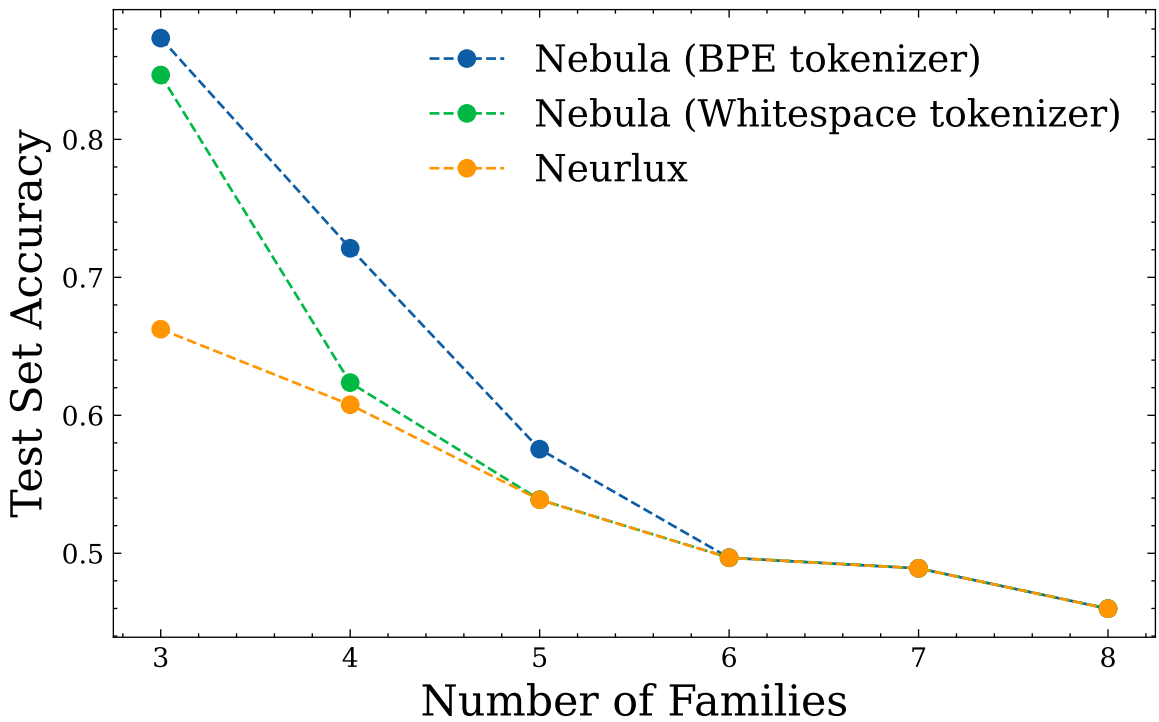 Nebula (BPE tokenizer)
Nebula (Whitespace tokenizer)
Neurlux
Test Set Accuracy
0.8
0.7
0.6
0.5
3 4 5 6 7 8
Number of Families